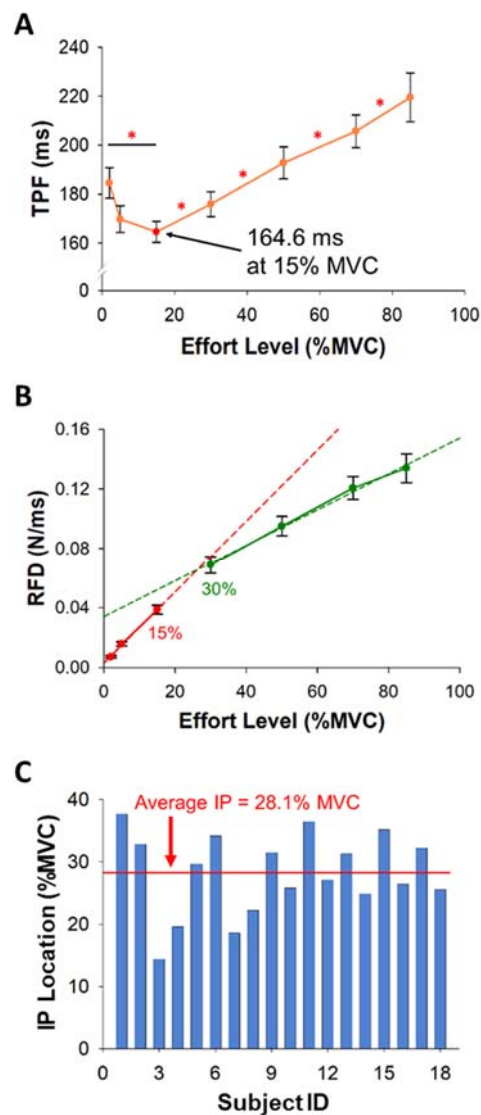 A
240
220
200
180
160
0
TPF (ms)
*
*
*
*
*
164.6 ms
at 15% MVC
0 20 40 60 80 100
Effort Level (%MVC)
B
0.16
0.12
0.08
0.04
0.00
RFD (N/ms)
30%
15%
0 20 40 60 80 100
Effort Level (%MVC)
C
40
30
20
10
0
IP Location (%MVC)
Average IP = 28.1% MVC
0 3 6 9 12 15 18
Subject ID